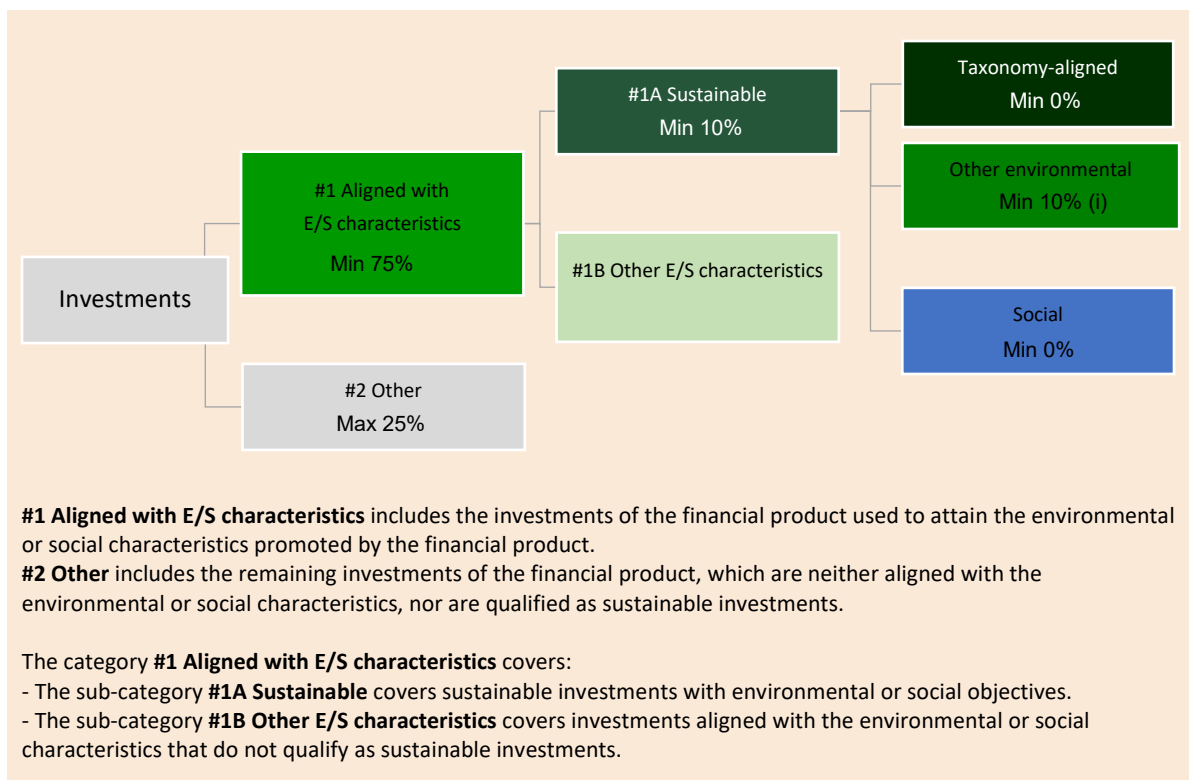 Investments
#1 Aligned with
E/S characteristics
Min 75%
#2 Other
Max 25%
#1A Sustainable
Min 10%
#1B Other E/S characteristics
Taxonomy-aligned
Min 0%
Other environmental
Min 10% (i)
Social
Min 0%
#1 Aligned with E/S characteristics includes the investments of the financial product used to attain the environmental
or social characteristics promoted by the financial product.
#2 Other includes the remaining investments of the financial product, which are neither aligned with the
environmental or social characteristics, nor are qualified as sustainable investments.
The category #1 Aligned with E/S characteristics covers:
- The sub-category #1A Sustainable covers sustainable investments with environmental or social objectives.
- The sub-category #1B Other E/S characteristics covers investments aligned with the environmental or social
characteristics that do not qualify as sustainable investments.